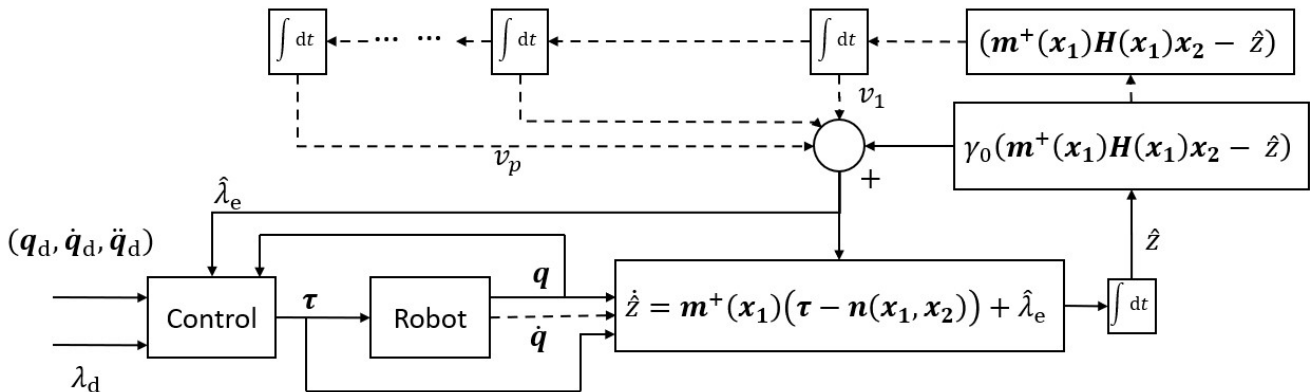 ∫ dt ⋯ ⋯ ∫ dt ∫ dt (m⁺(x₁)H(x₁)x₂ − ẑ)
v₁
γ₀(m⁺(x₁)H(x₁)x₂ − ẑ)
vₚ
+
λ̂ₑ
ẑ
(q_d, q̇_d, q̈_d)
q
Control τ Robot ẑ̇ = m⁺(x₁)(τ − n(x₁, x₂)) + λ̂ₑ ∫ dt
q̇
λ_d